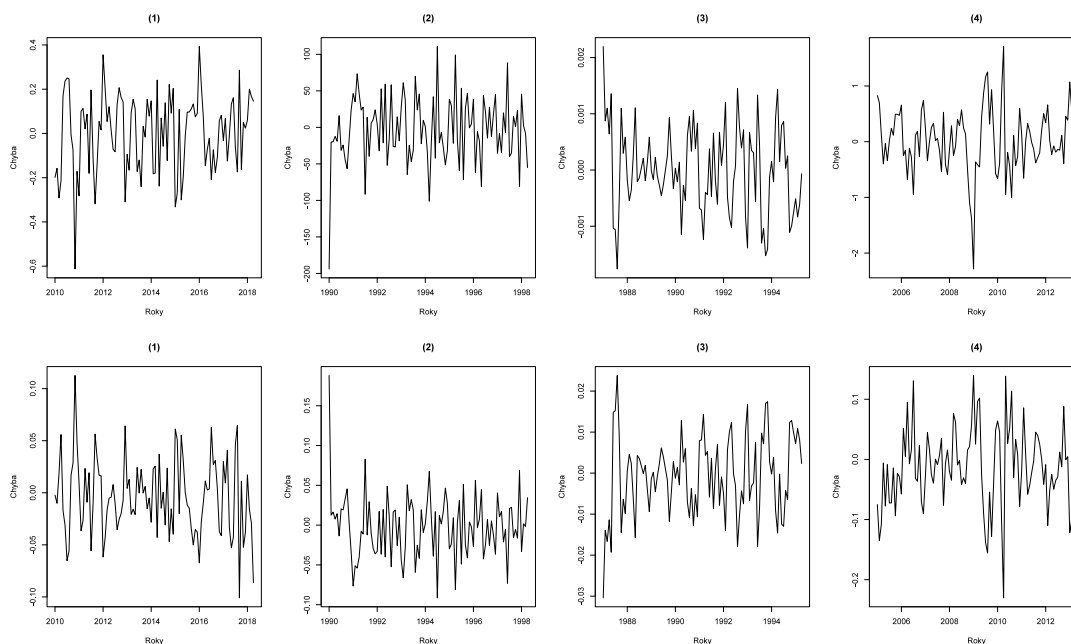 (1) (2) (3) (4)
Chyba 0.4 0.2 0.0 -0.2 -0.4 -0.6
Chyba 100 50 0 -50 -100 -150 -200
Chyba 0.002 0.001 0.000 -0.001
Chyba 1 0 -1 -2
2010 2012 2014 2016 2018
1990 1992 1994 1996 1998
1988 1990 1992 1994
2006 2008 2010 2012
Roky Roky Roky Roky
(1) (2) (3) (4)
Chyba 0.10 0.05 0.00 -0.05 -0.10
Chyba 0.15 0.10 0.05 0.00 -0.05 -0.10
Chyba 0.02 0.01 0.00 -0.01 -0.02 -0.03
Chyba 0.1 0.0 -0.1 -0.2
2010 2012 2014 2016 2018
1990 1992 1994 1996 1998
1988 1990 1992 1994
2006 2008 2010 2012
Roky Roky Roky Roky